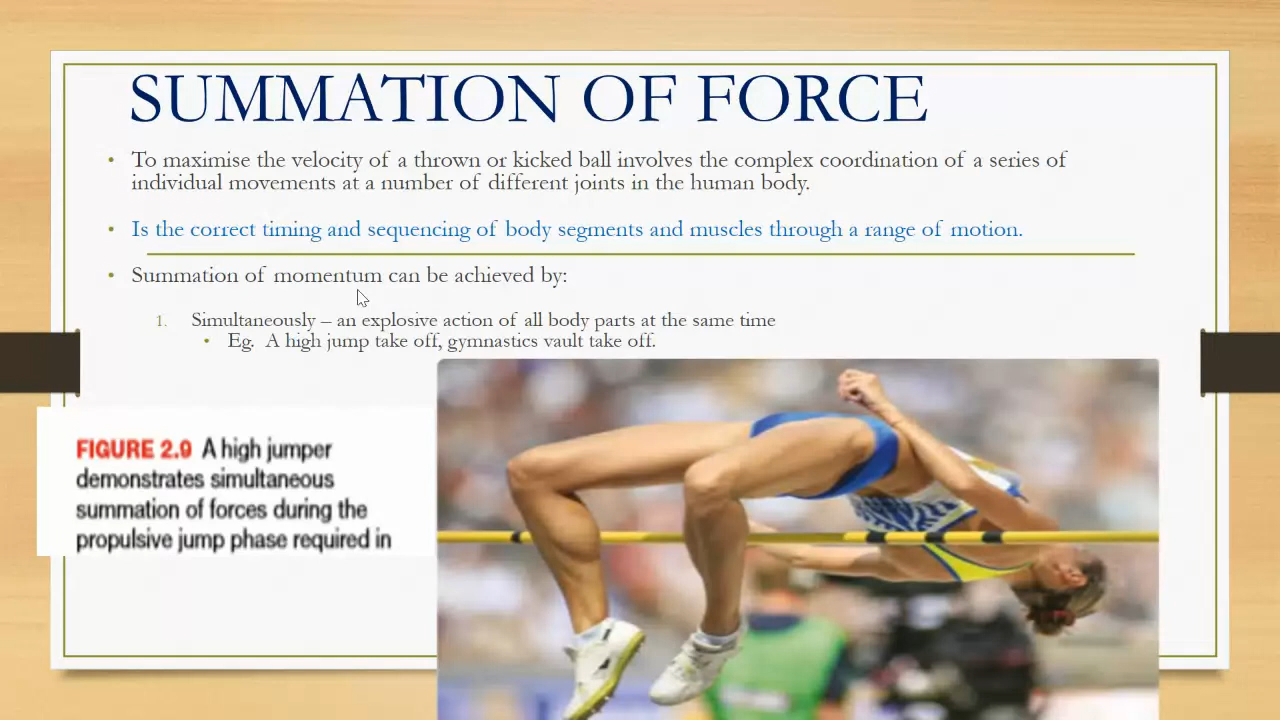 SUMMATION OF FORCE
• To maximise the velocity of a thrown or kicked ball involves the complex coordination of a series of
individual movements at a number of different joints in the human body.
• Is the correct timing and sequencing of body segments and muscles through a range of motion.
• Summation of momentum can be achieved by:
1. Simultaneously – an explosive action of all body parts at the same time
• Eg. A high jump take off, gymnastics vault take off.
FIGURE 2.9 A high jumper
demonstrates simultaneous
summation of forces during the
propulsive jump phase required in